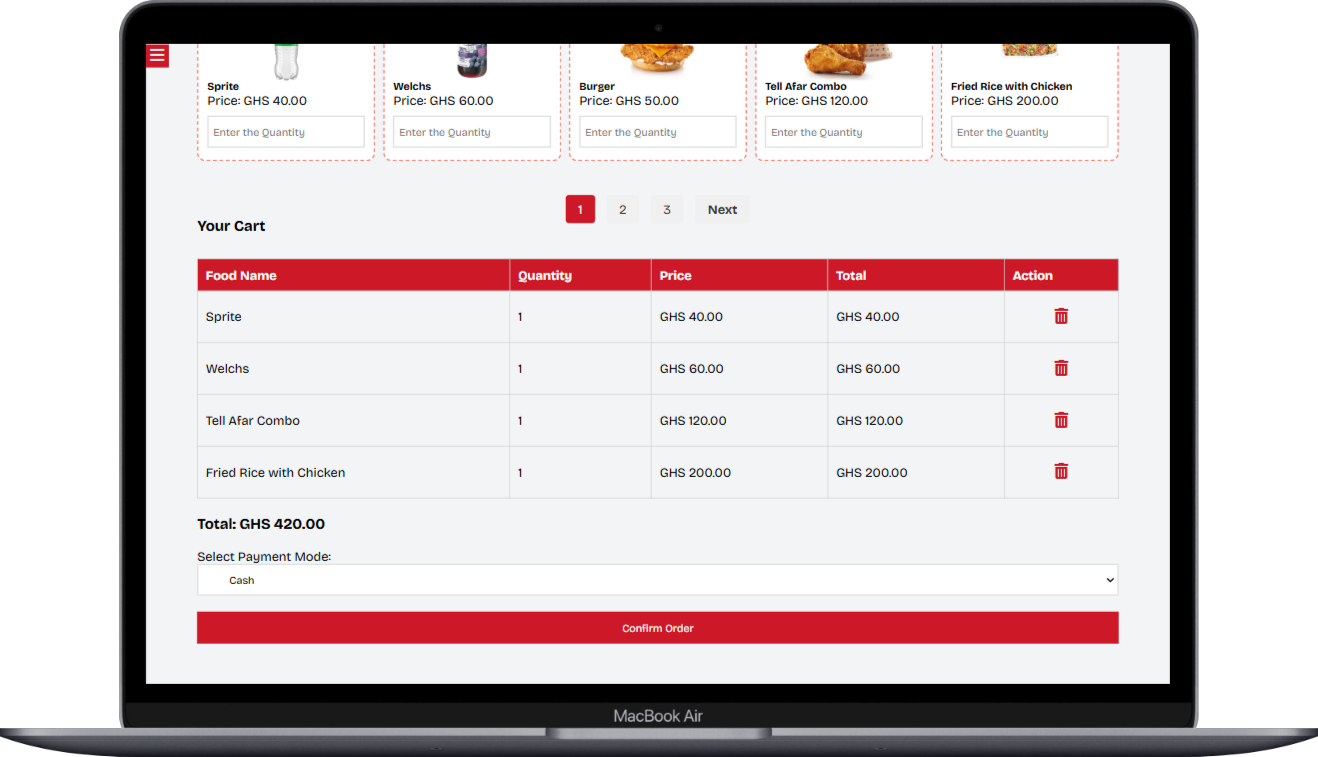 Sprite
Price: GHS 40.00
Enter the Quantity
Welchs
Price: GHS 60.00
Enter the Quantity
Burger
Price: GHS 50.00
Enter the Quantity
Tell Afar Combo
Price: GHS 120.00
Enter the Quantity
Fried Rice with Chicken
Price: GHS 200.00
Enter the Quantity
1 2 3 Next
Your Cart
Food Name Quantity Price Total Action
Sprite 1 GHS 40.00 GHS 40.00
Welchs 1 GHS 60.00 GHS 60.00
Tell Afar Combo 1 GHS 120.00 GHS 120.00
Fried Rice with Chicken 1 GHS 200.00 GHS 200.00
Total: GHS 420.00
Select Payment Mode:
Cash
Confirm Order
MacBook Air